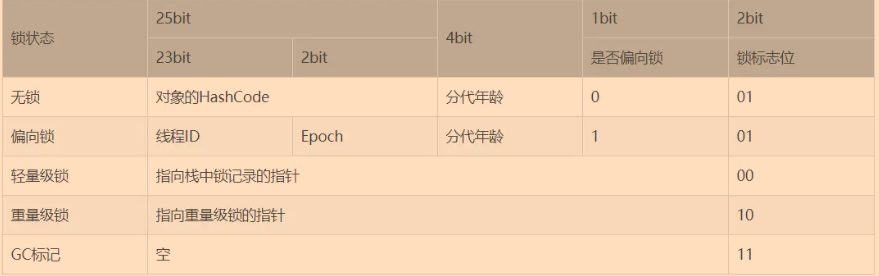 锁状态 25bit 4bit 1bit 2bit
23bit 2bit 是否偏向锁 锁标志位
无锁 对象的HashCode 分代年龄 0 01
偏向锁 线程ID Epoch 分代年龄 1 01
轻量级锁 指向栈中锁记录的指针 00
重量级锁 指向重量级锁的指针 10
GC标记 空 11